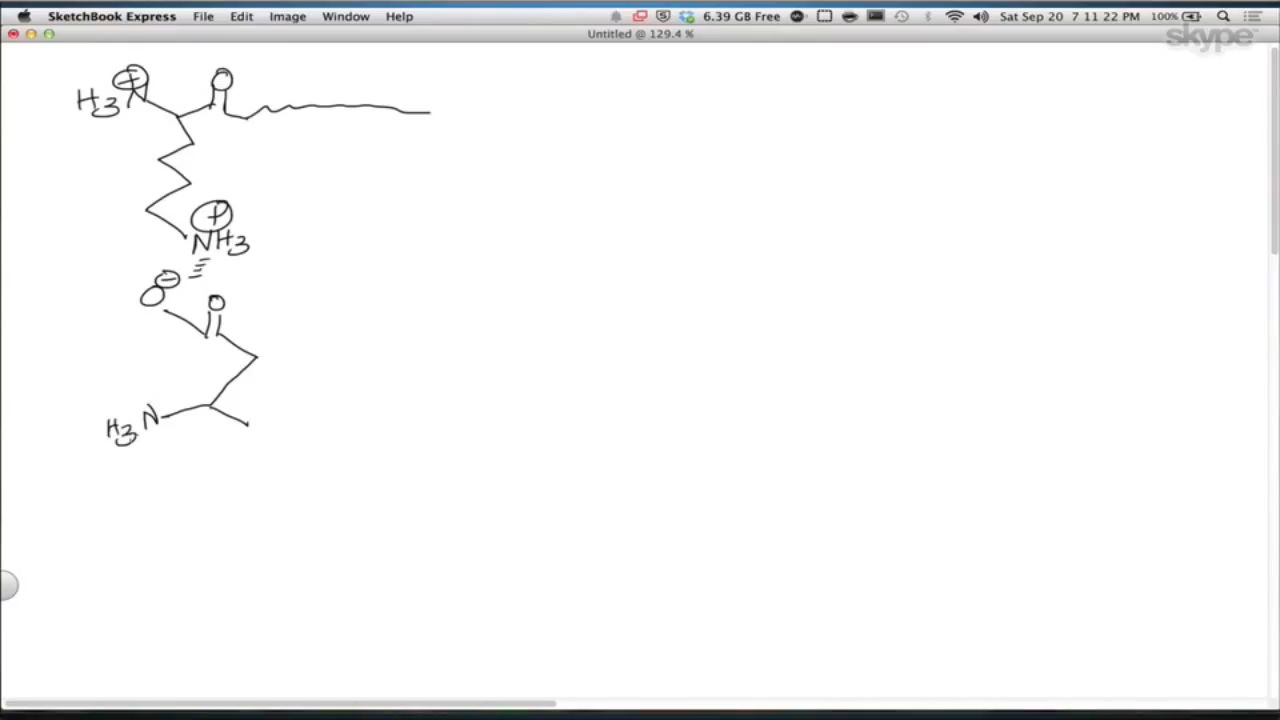 SketchBook Express File Edit Image Window Help 6.39 GB Free Sat Sep 20 7 11 22 PM 100%
Untitled @ 129.4 %
skype
+
H3N O
+
NH3
−
O O
H3N